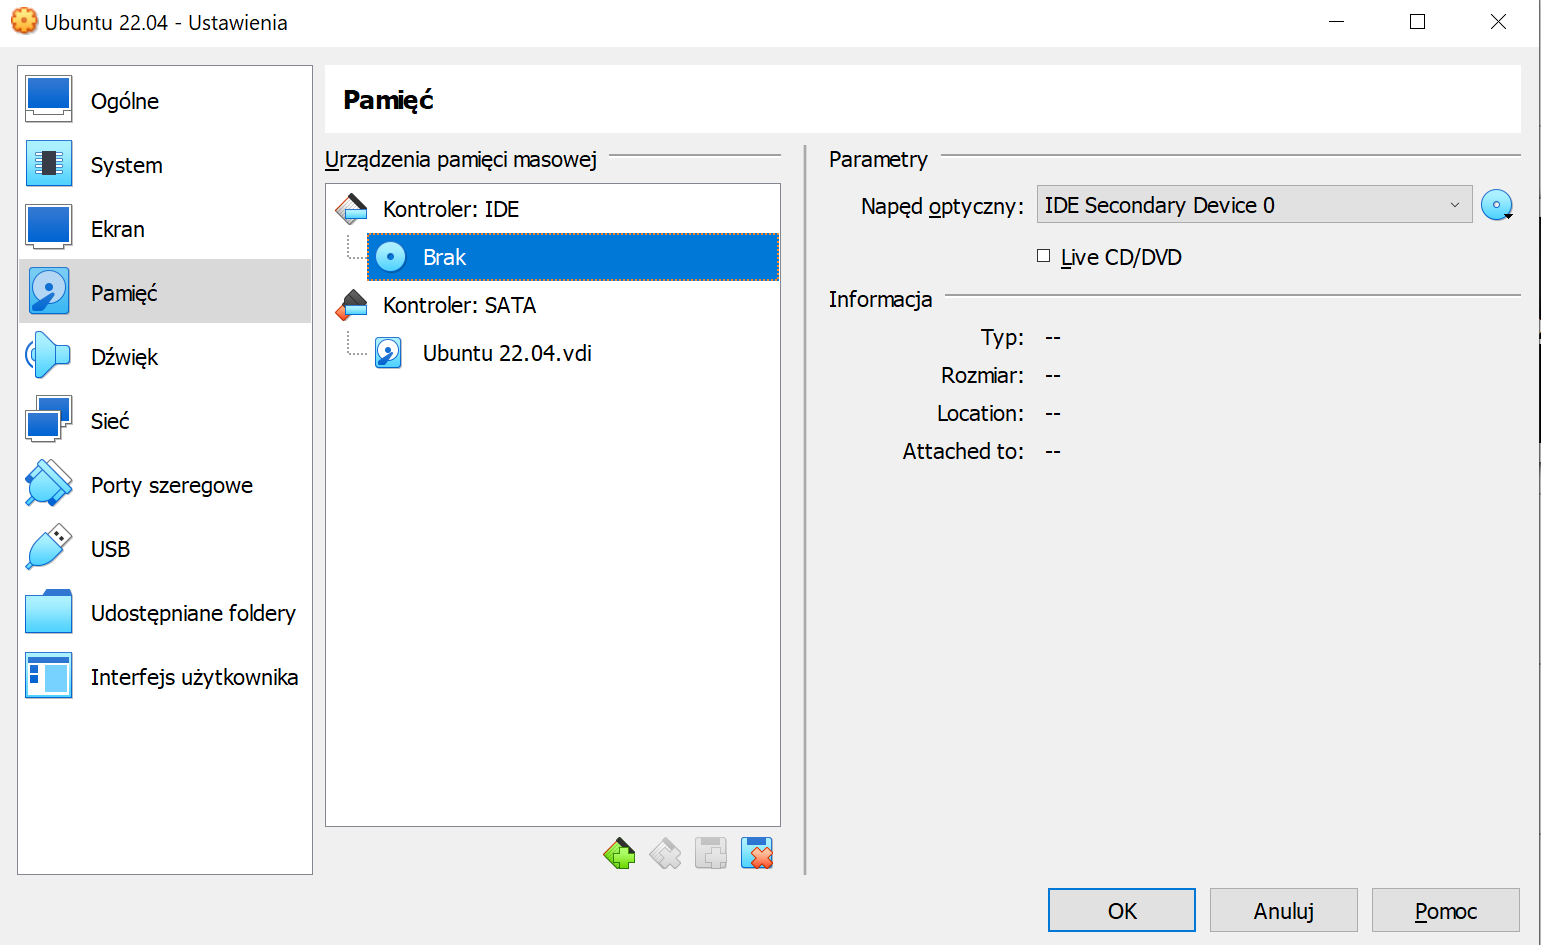 Ubuntu 22.04 - Ustawienia
Ogólne
System
Ekran
Pamięć
Dźwięk
Sieć
Porty szeregowe
USB
Udostępniane foldery
Interfejs użytkownika
Pamięć
Urządzenia pamięci masowej
Kontroler: IDE
Brak
Kontroler: SATA
Ubuntu 22.04.vdi
Parametry
Napęd optyczny: IDE Secondary Device 0
Live CD/DVD
Informacja
Typ: --
Rozmiar: --
Location: --
Attached to: --
OK Anuluj Pomoc